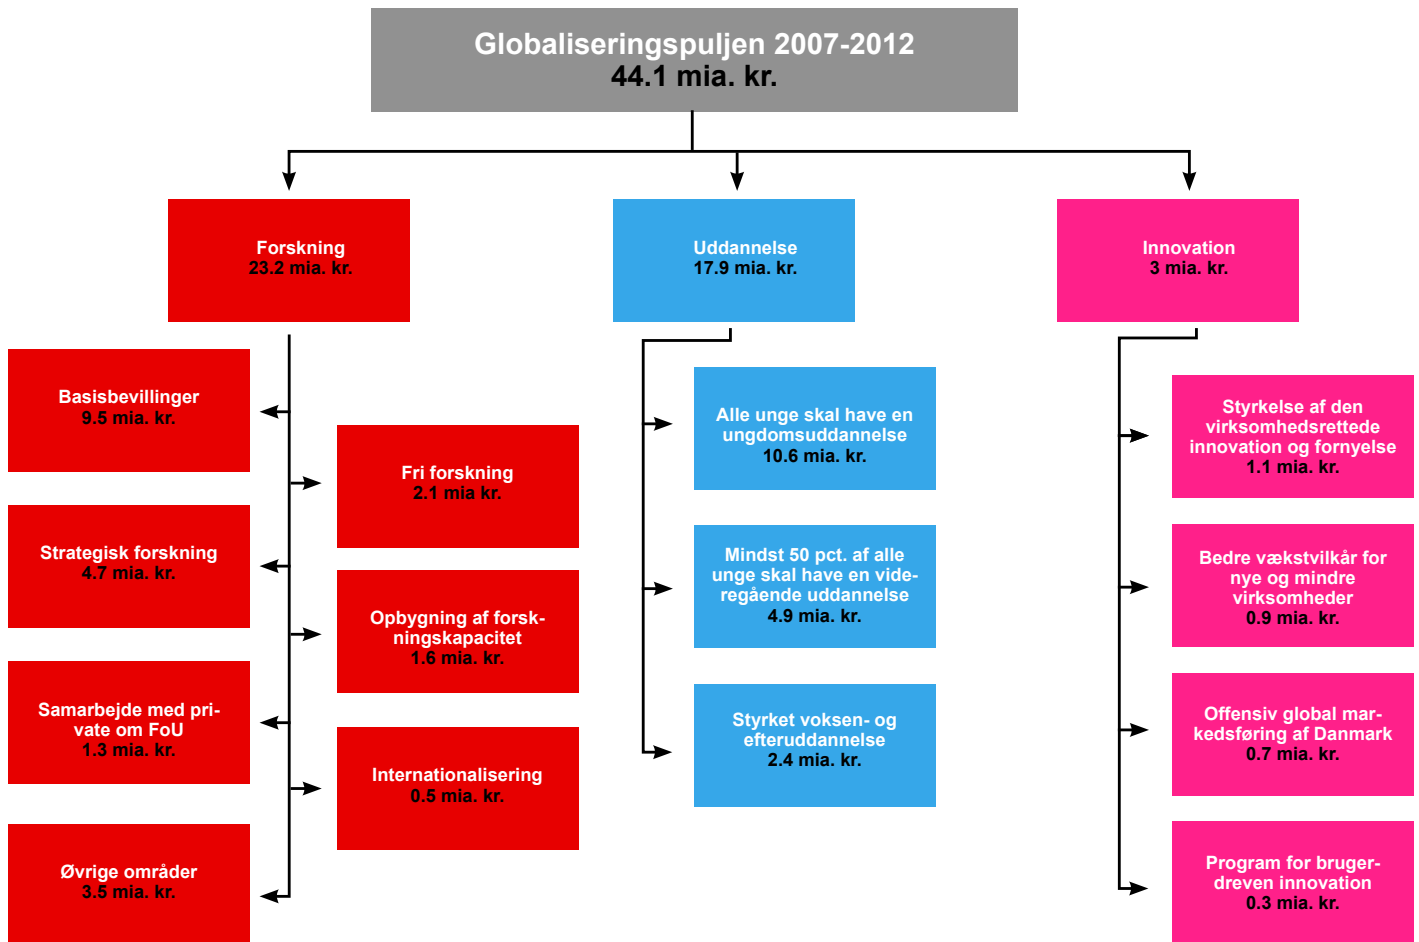 Globaliseringspuljen 2007-2012
44.1 mia. kr.
Forskning
23.2 mia. kr.
Uddannelse
17.9 mia. kr.
Innovation
3 mia. kr.
Basisbevillinger
9.5 mia. kr.
Fri forskning
2.1 mia kr.
Strategisk forskning
4.7 mia. kr.
Opbygning af forsk-
ningskapacitet
1.6 mia. kr.
Samarbejde med pri-
vate om FoU
1.3 mia. kr.
Internationalisering
0.5 mia. kr.
Øvrige områder
3.5 mia. kr.
Alle unge skal have en
ungdomsuddannelse
10.6 mia. kr.
Mindst 50 pct. af alle
unge skal have en vide-
regående uddannelse
4.9 mia. kr.
Styrket voksen- og
efteruddannelse
2.4 mia. kr.
Styrkelse af den
virksomhedsrettede
innovation og fornyelse
1.1 mia. kr.
Bedre vækstvilkår for
nye og mindre
virksomheder
0.9 mia. kr.
Offensiv global mar-
kedsføring af Danmark
0.7 mia. kr.
Program for bruger-
dreven innovation
0.3 mia. kr.